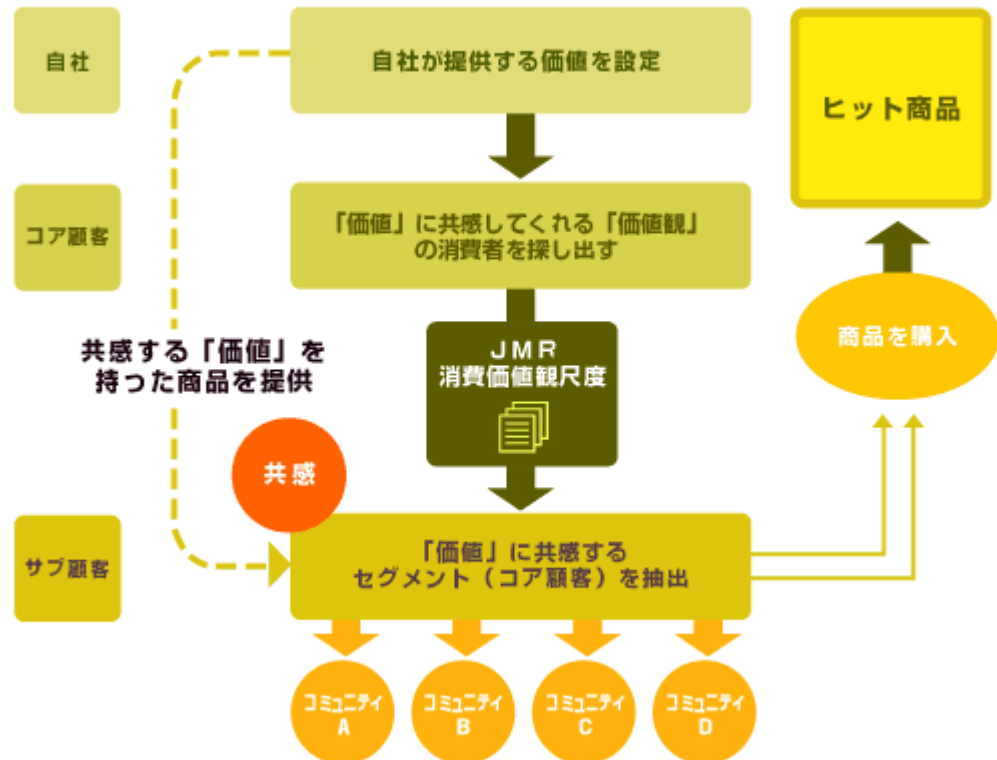 自社
自社が提供する価値を設定
ヒット商品
コア顧客
「価値」に共感してくれる「価値観」
の消費者を探し出す
商品を購入
共感する「価値」を
持った商品を提供
JMR
消費価値観尺度
共感
サブ顧客
「価値」に共感する
セグメント（コア顧客）を抽出
コミュニティ
A
コミュニティ
B
コミュニティ
C
コミュニティ
D